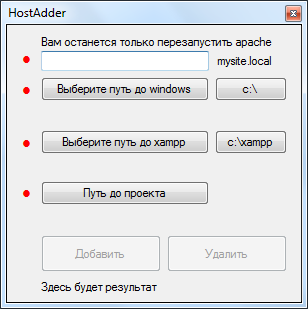 HostAdder
Вам останется только перезапустить apache
mysite.local
Выберите путь до windows c:\
Выберите путь до xampp c:\xampp
Путь до проекта
Добавить Удалить
Здесь будет результат